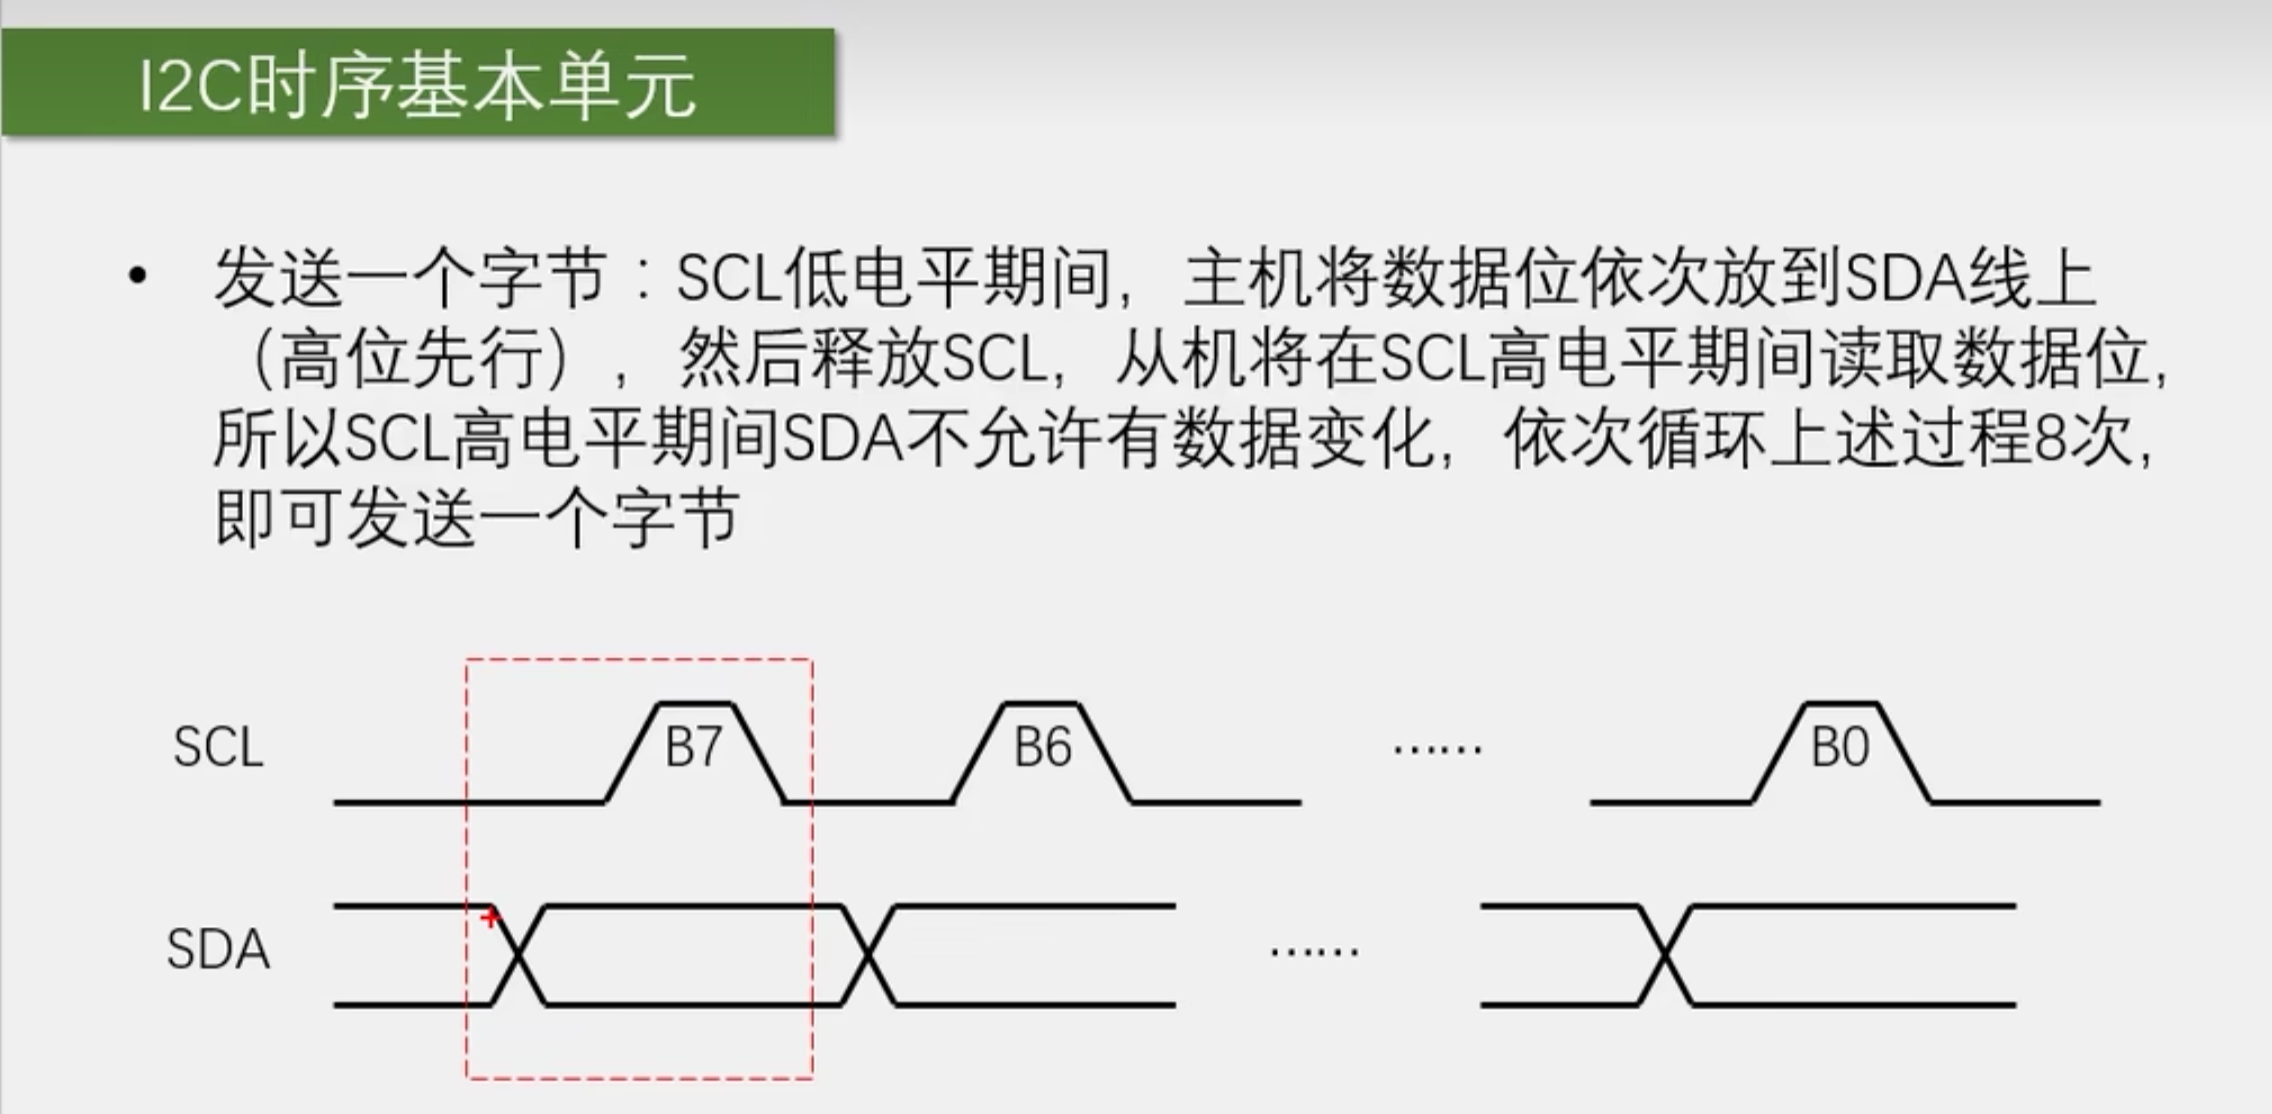 I2C时序基本单元
• 发送一个字节：SCL低电平期间，主机将数据位依次放到SDA线上
（高位先行），然后释放SCL，从机将在SCL高电平期间读取数据位，
所以SCL高电平期间SDA不允许有数据变化，依次循环上述过程8次，
即可发送一个字节
SCL B7 B6 …… B0
SDA ……